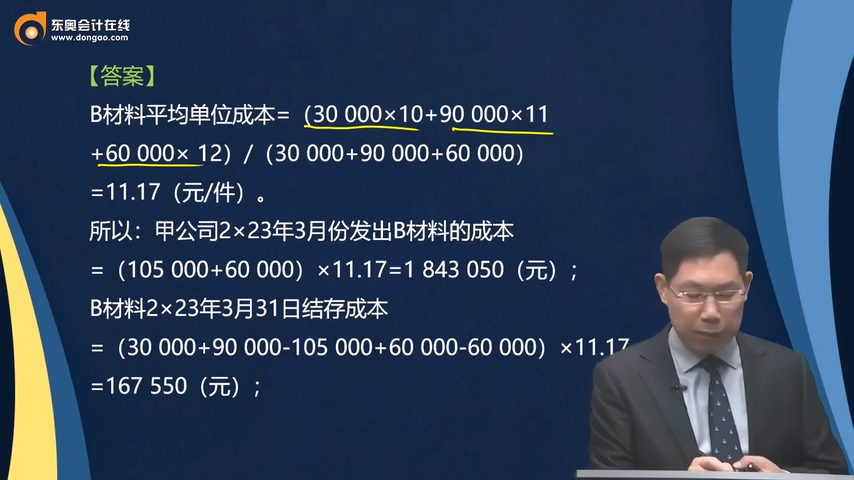 东奥会计在线
www.dongao.com
【答案】
B材料平均单位成本=（30 000×10+90 000×11
+60 000× 12）/（30 000+90 000+60 000）
=11.17（元/件）。
所以：甲公司2×23年3月份发出B材料的成本
=（105 000+60 000）×11.17=1 843 050（元）；
B材料2×23年3月31日结存成本
=（30 000+90 000-105 000+60 000-60 000）×11.17
=167 550（元）；